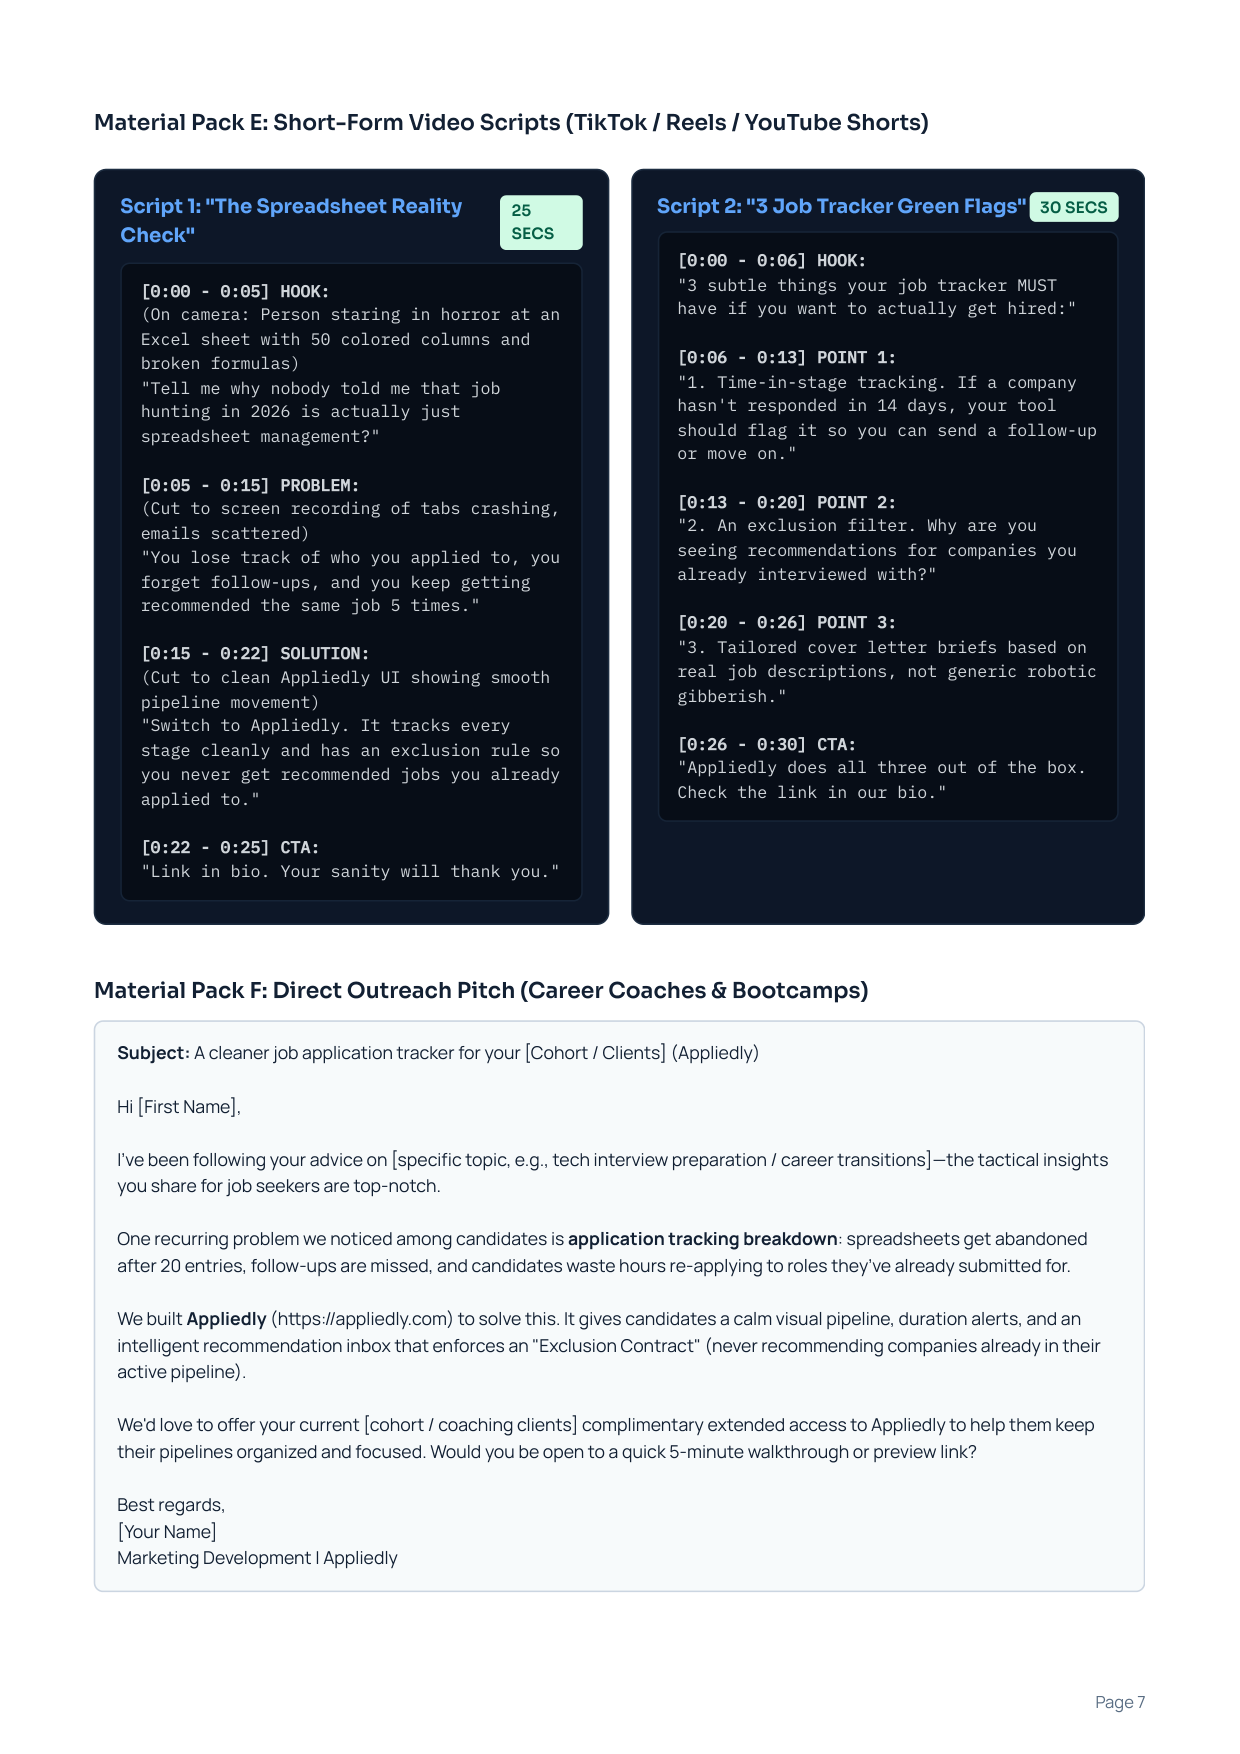 Material Pack E: Short-Form Video Scripts (TikTok / Reels / YouTube Shorts)
Script 1: "The Spreadsheet Reality
Check"
25
SECS
[0:00 - 0:05] HOOK:
(On camera: Person staring in horror at an
Excel sheet with 50 colored columns and
broken formulas)
"Tell me why nobody told me that job
hunting in 2026 is actually just
spreadsheet management?"
[0:05 - 0:15] PROBLEM:
(Cut to screen recording of tabs crashing,
emails scattered)
"You lose track of who you applied to, you
forget follow-ups, and you keep getting
recommended the same job 5 times."
[0:15 - 0:22] SOLUTION:
(Cut to clean Appliedly UI showing smooth
pipeline movement)
"Switch to Appliedly. It tracks every
stage cleanly and has an exclusion rule so
you never get recommended jobs you already
applied to."
[0:22 - 0:25] CTA:
"Link in bio. Your sanity will thank you."
Script 2: "3 Job Tracker Green Flags"
30 SECS
[0:00 - 0:06] HOOK:
"3 subtle things your job tracker MUST
have if you want to actually get hired:"
[0:06 - 0:13] POINT 1:
"1. Time-in-stage tracking. If a company
hasn't responded in 14 days, your tool
should flag it so you can send a follow-up
or move on."
[0:13 - 0:20] POINT 2:
"2. An exclusion filter. Why are you
seeing recommendations for companies you
already interviewed with?"
[0:20 - 0:26] POINT 3:
"3. Tailored cover letter briefs based on
real job descriptions, not generic robotic
gibberish."
[0:26 - 0:30] CTA:
"Appliedly does all three out of the box.
Check the link in our bio."
Material Pack F: Direct Outreach Pitch (Career Coaches & Bootcamps)
Subject: A cleaner job application tracker for your [Cohort / Clients] (Appliedly)
Hi [First Name],
I've been following your advice on [specific topic, e.g., tech interview preparation / career transitions]—the tactical insights
you share for job seekers are top-notch.
One recurring problem we noticed among candidates is application tracking breakdown: spreadsheets get abandoned
after 20 entries, follow-ups are missed, and candidates waste hours re-applying to roles they've already submitted for.
We built Appliedly (https://appliedly.com) to solve this. It gives candidates a calm visual pipeline, duration alerts, and an
intelligent recommendation inbox that enforces an "Exclusion Contract" (never recommending companies already in their
active pipeline).
We'd love to offer your current [cohort / coaching clients] complimentary extended access to Appliedly to help them keep
their pipelines organized and focused. Would you be open to a quick 5-minute walkthrough or preview link?
Best regards,
[Your Name]
Marketing Development | Appliedly
Page 7